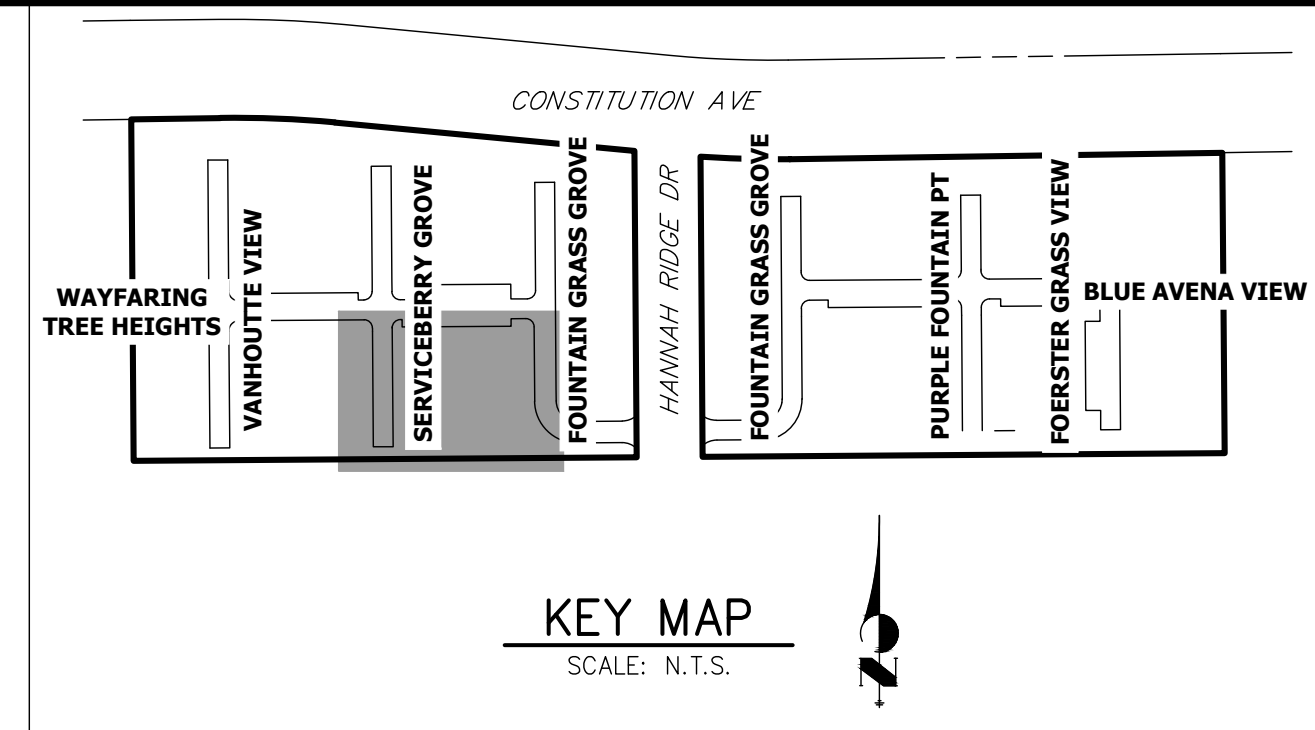 CONSTITUTION AVE
WAYFARING
TREE HEIGHTS
VANHOUTTE VIEW
SERVICEBERRY GROVE
FOUNTAIN GRASS GROVE
HANNAH RIDGE DR
FOUNTAIN GRASS GROVE
PURPLE FOUNTAIN PT
FOERSTER GRASS VIEW
BLUE AVENA VIEW
KEY MAP
SCALE: N.T.S.
N